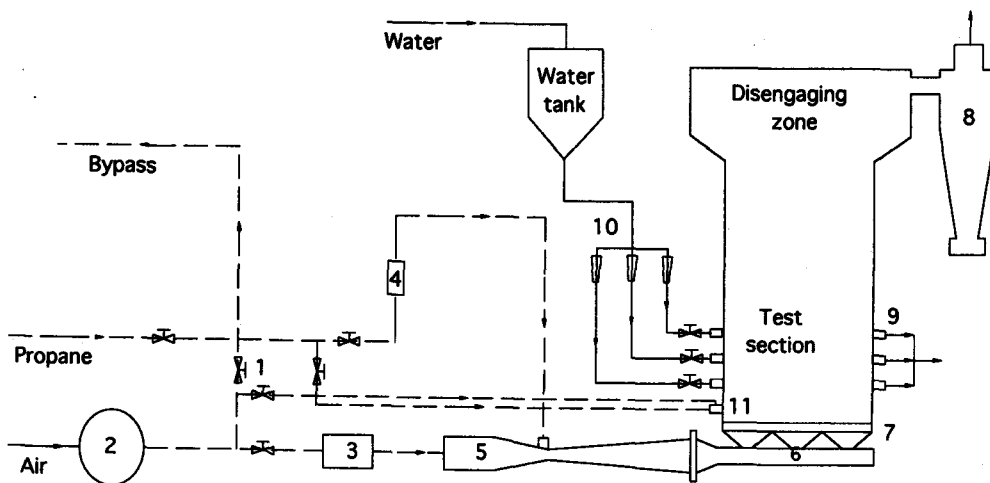 Water
Water
tank
Disengaging
zone
8
Bypass
10
4
9
Propane
1
Test
section
11
7
2
3
5
6
Air